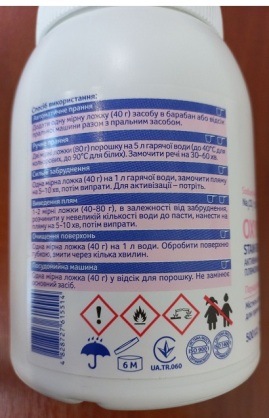 Спосіб використання:
прання
одну мірну ложку (40 г) засобу в барабан або відсік
пральної машини разом з пральним засобом.
прання
мірні ложки (80 г) порошку на 5 л гарячої води (до 40°С для
кольорових, до 90°С для білих). Замочити речі на 30–60 хв.
Сильні забруднення
Одна мірна ложка (40 г) на 1 л гарячої води, замочити пляму
на 5–10 хв, потім випрати. Для активізації – потріть.
Виведення плям
1–2 мірні ложки (40–80 г), в залежності від забруднення,
розчинити у невеликій кількості води до пасти, нанести на
пляму на 5–10 хв, потім випрати.
Очищення поверхонь
Одна мірна ложка (40 г) на 1 л води. Обробити поверхню
губкою, змити через кілька хвилин.
Посудомийна машина
Одна мірна ложка (40 г) у відсік для порошку. Не замінює
основний засіб.
6 M
UA.TR.060
STAIN
500